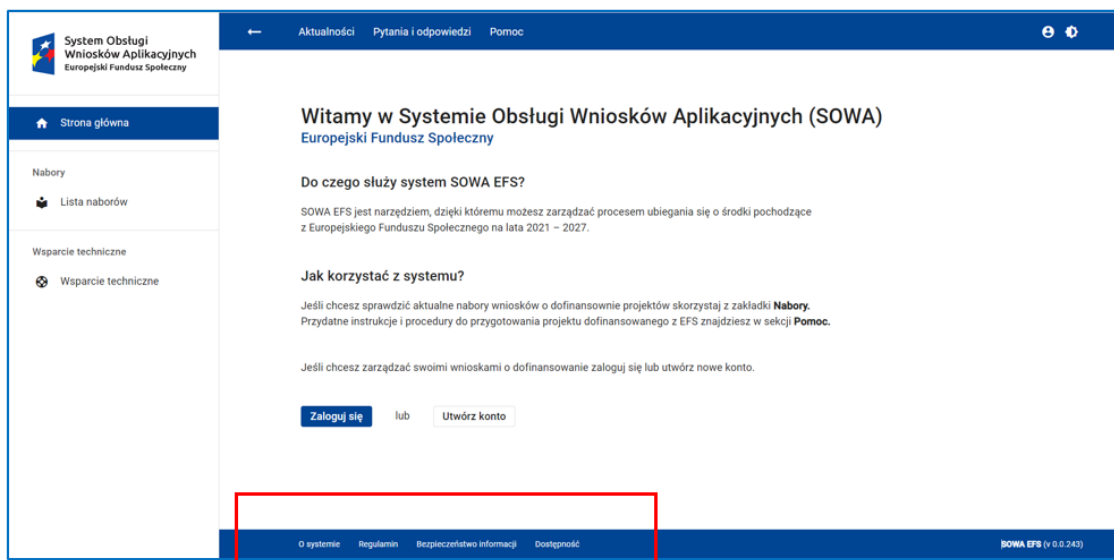 System Obsługi
Wniosków Aplikacyjnych
Europejski Fundusz Społeczny
Aktualności Pytania i odpowiedzi Pomoc
Strona główna
Nabory
Lista naborów
Wsparcie techniczne
Wsparcie techniczne
Witamy w Systemie Obsługi Wniosków Aplikacyjnych (SOWA)
Europejski Fundusz Społeczny
Do czego służy system SOWA EFS?
SOWA EFS jest narzędziem, dzięki któremu możesz zarządzać procesem ubiegania się o środki pochodzące
z Europejskiego Funduszu Społecznego na lata 2021 – 2027.
Jak korzystać z systemu?
Jeśli chcesz sprawdzić aktualne nabory wniosków o dofinansownie projektów skorzystaj z zakładki Nabory.
Przydatne instrukcje i procedury do przygotowania projektu dofinansowanego z EFS znajdziesz w sekcji Pomoc.
Jeśli chcesz zarządzać swoimi wnioskami o dofinansowanie zaloguj się lub utwórz nowe konto.
Zaloguj się lub Utwórz konto
O systemie Regulamin Bezpieczeństwo informacji Dostępność SOWA EFS (v 0.0.243)